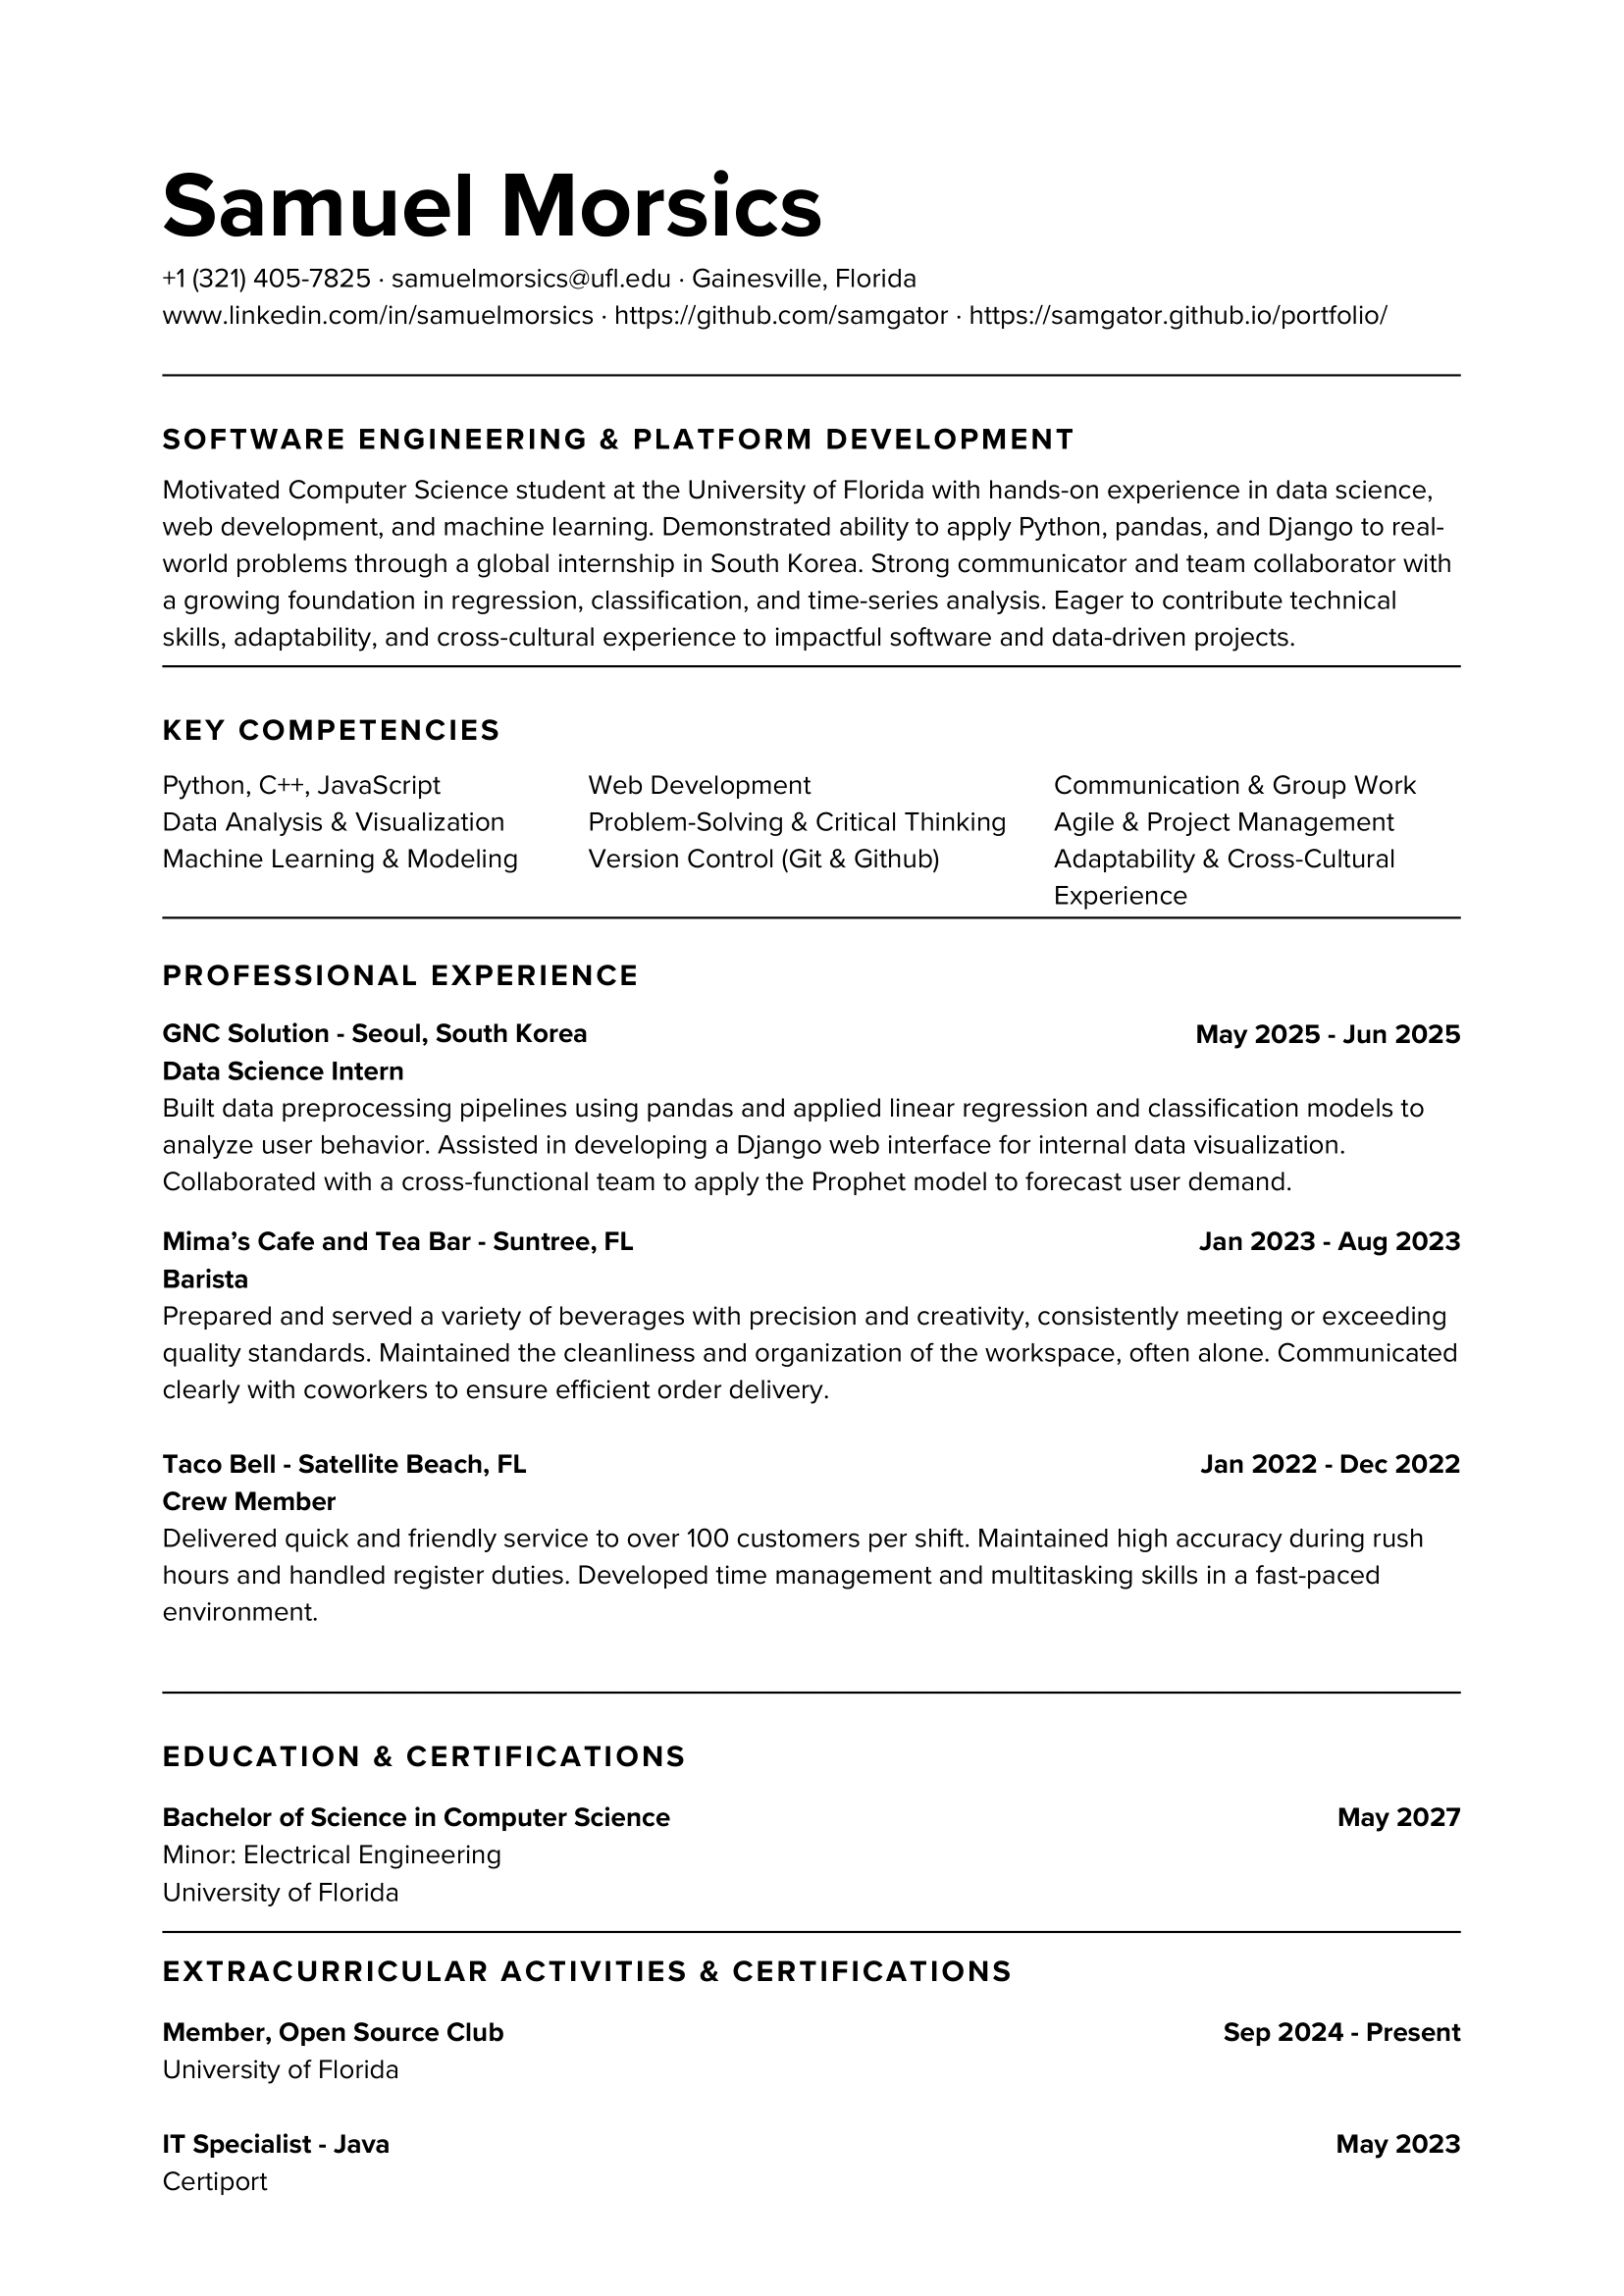 Samuel Morsics
+1 (321) 405-7825 · samuelmorsics@ufl.edu · Gainesville, Florida
www.linkedin.com/in/samuelmorsics · https://github.com/samgator · https://samgator.github.io/portfolio/
SOFTWARE ENGINEERING & PLATFORM DEVELOPMENT
Motivated Computer Science student at the University of Florida with hands-on experience in data science,
web development, and machine learning. Demonstrated ability to apply Python, pandas, and Django to real-
world problems through a global internship in South Korea. Strong communicator and team collaborator with
a growing foundation in regression, classification, and time-series analysis. Eager to contribute technical
skills, adaptability, and cross-cultural experience to impactful software and data-driven projects.
KEY COMPETENCIES
Python, C++, JavaScript
Data Analysis & Visualization
Machine Learning & Modeling
Web Development
Problem-Solving & Critical Thinking
Version Control (Git & Github)
Communication & Group Work
Agile & Project Management
Adaptability & Cross-Cultural
Experience
PROFESSIONAL EXPERIENCE
GNC Solution - Seoul, South Korea May 2025 - Jun 2025
Data Science Intern
Built data preprocessing pipelines using pandas and applied linear regression and classification models to
analyze user behavior. Assisted in developing a Django web interface for internal data visualization.
Collaborated with a cross-functional team to apply the Prophet model to forecast user demand.
Mima’s Cafe and Tea Bar - Suntree, FL Jan 2023 - Aug 2023
Barista
Prepared and served a variety of beverages with precision and creativity, consistently meeting or exceeding
quality standards. Maintained the cleanliness and organization of the workspace, often alone. Communicated
clearly with coworkers to ensure efficient order delivery.
Taco Bell - Satellite Beach, FL Jan 2022 - Dec 2022
Crew Member
Delivered quick and friendly service to over 100 customers per shift. Maintained high accuracy during rush
hours and handled register duties. Developed time management and multitasking skills in a fast-paced
environment.
EDUCATION & CERTIFICATIONS
Bachelor of Science in Computer Science May 2027
Minor: Electrical Engineering
University of Florida
EXTRACURRICULAR ACTIVITIES & CERTIFICATIONS
Member, Open Source Club Sep 2024 - Present
University of Florida
IT Specialist - Java May 2023
Certiport